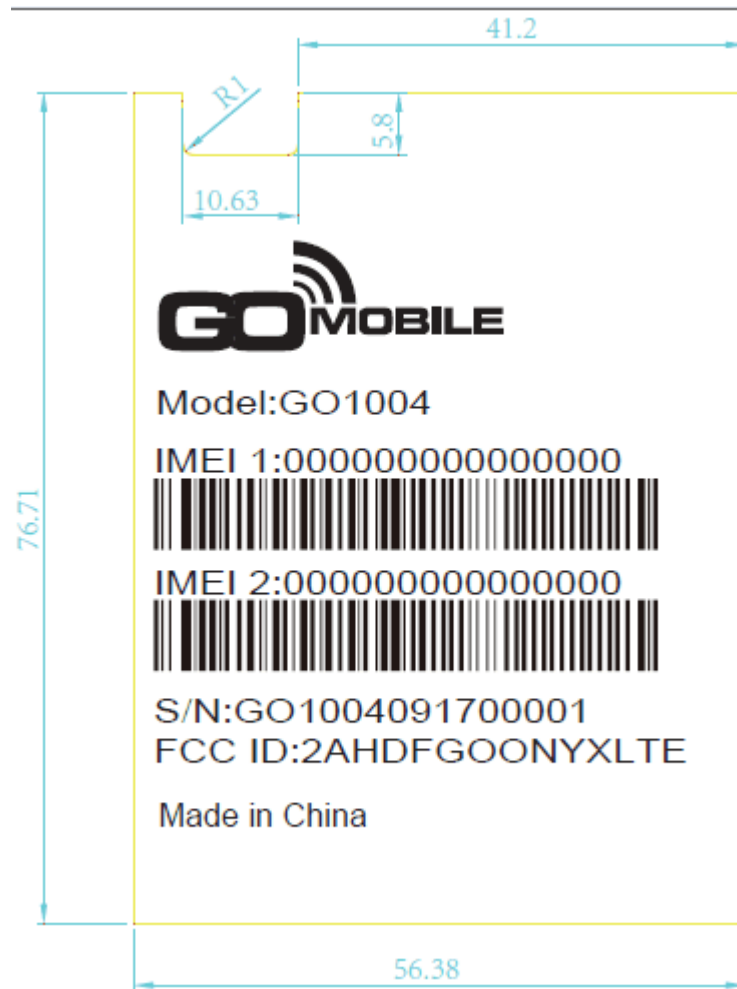 41.2
R1
5.8
10.63
GO MOBILE
Model:GO1004
IMEI 1:000000000000000
76.71
IMEI 2:000000000000000
S/N:GO1004091700001
FCC ID:2AHDFGOONYXLTE
Made in China
56.38